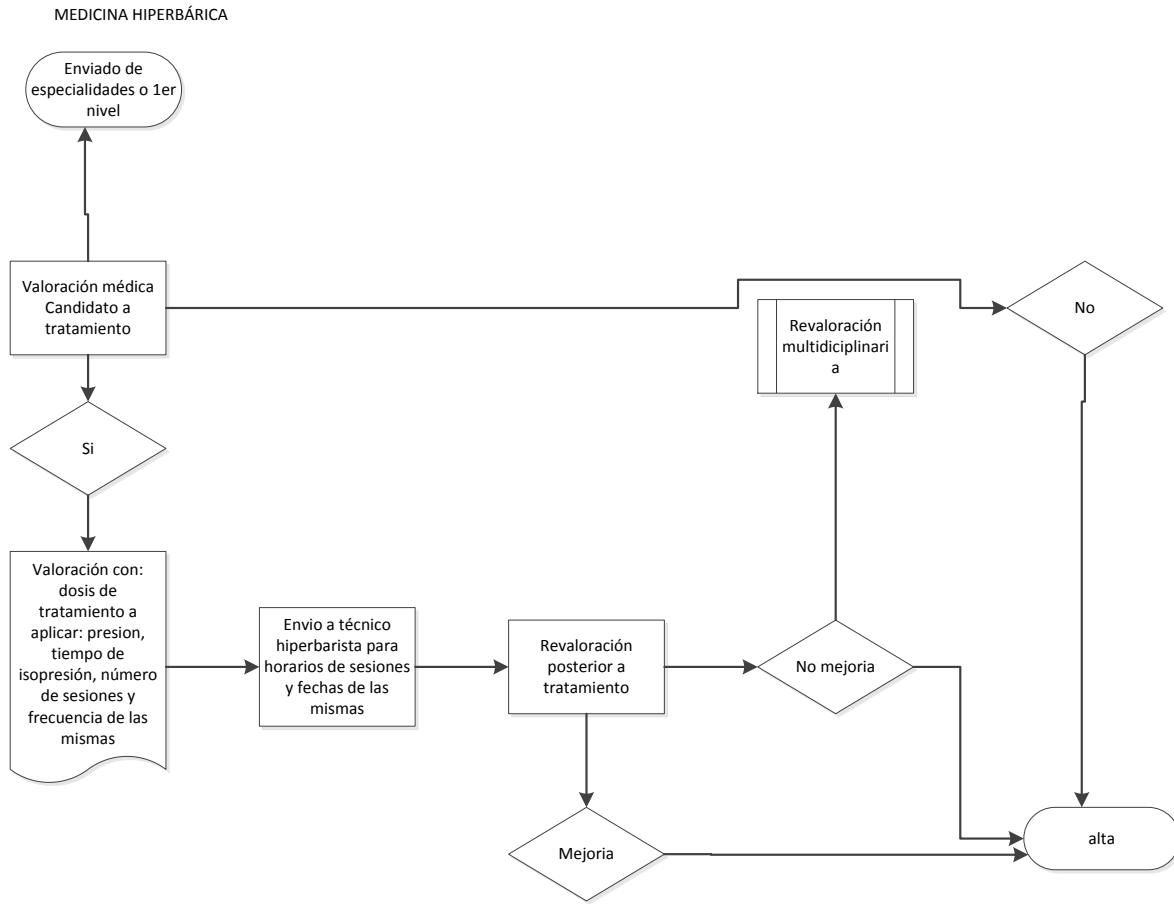 MEDICINA HIPERBÁRICA
Enviado de
especialidades o 1er
nivel
Valoración médica
Candidato a
tratamiento
No
Revaloración
multidiciplinari
a
Si
Valoración con:
dosis de
tratamiento a
aplicar: presion,
tiempo de
isopresión, número
de sesiones y
frecuencia de las
mismas
Envio a técnico
hiperbarista para
horarios de sesiones
y fechas de las
mismas
Revaloración
posterior a
tratamiento
No mejoria
Mejoria
alta